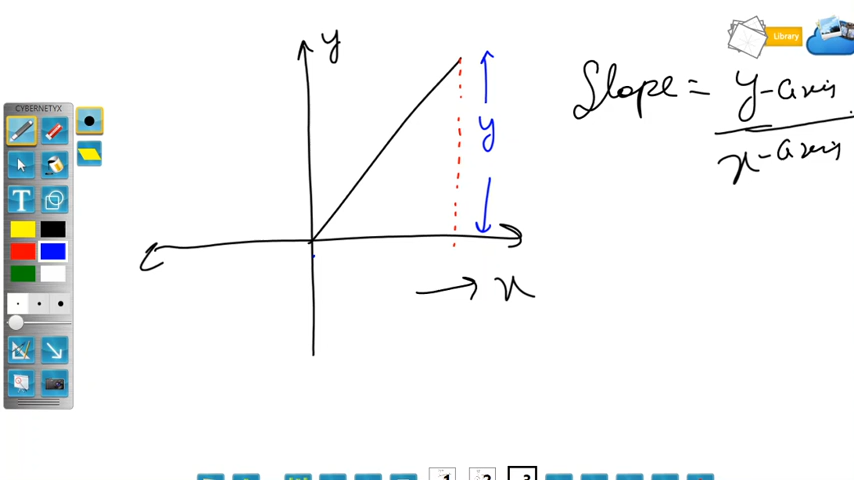 Library
y
Slope = y-axis
x-axis
CYBERNETYX
y
T
x
1 2 3